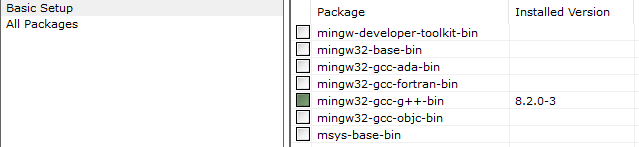 Basic Setup
All Packages
Package Installed Version
mingw-developer-toolkit-bin
mingw32-base-bin
mingw32-gcc-ada-bin
mingw32-gcc-fortran-bin
mingw32-gcc-g++-bin 8.2.0-3
mingw32-gcc-objc-bin
msys-base-bin